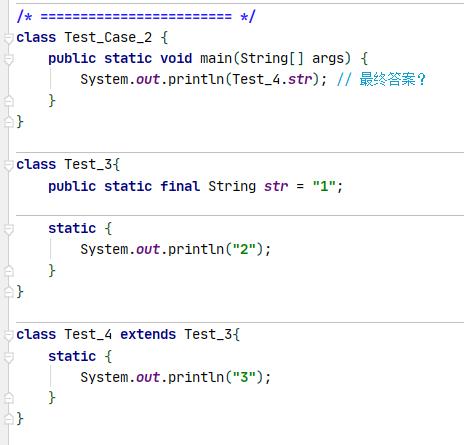 /* ======================== */
class Test_Case_2 {
    public static void main(String[] args) {
        System.out.println(Test_4.str); // 最终答案？
    }
}
class Test_3{
    public static final String str = "1";
    static {
        System.out.println("2");
    }
}
class Test_4 extends Test_3{
    static {
        System.out.println("3");
    }
}